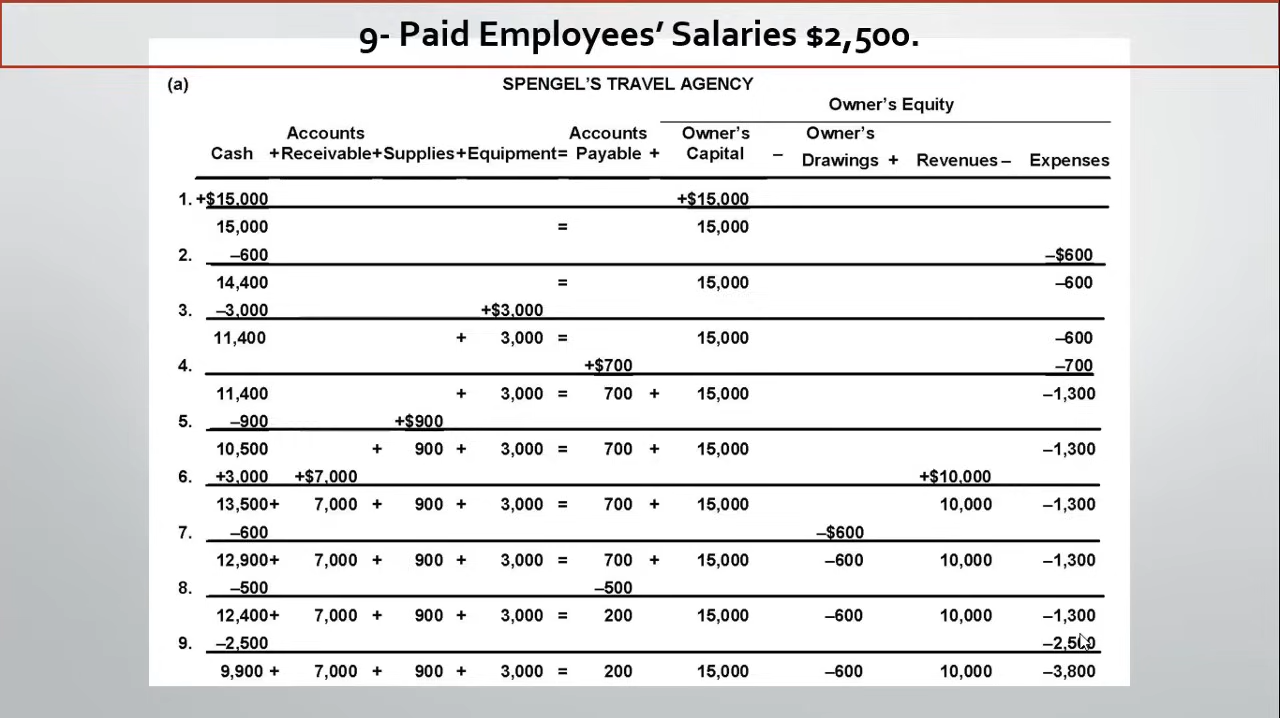 9- Paid Employees’ Salaries $2,500.
(a) SPENGEL’S TRAVEL AGENCY
Owner’s Equity
Accounts Accounts Owner’s Owner’s
Cash +Receivable+Supplies+Equipment= Payable + Capital – Drawings + Revenues – Expenses
1. +$15,000 +$15,000
15,000 = 15,000
2. –600 –$600
14,400 = 15,000 –600
3. –3,000 +$3,000
11,400 + 3,000 = 15,000 –600
4. +$700 –700
11,400 + 3,000 = 700 + 15,000 –1,300
5. –900 +$900
10,500 + 900 + 3,000 = 700 + 15,000 –1,300
6. +3,000 +$7,000 +$10,000
13,500+ 7,000 + 900 + 3,000 = 700 + 15,000 10,000 –1,300
7. –600 –$600
12,900+ 7,000 + 900 + 3,000 = 700 + 15,000 –600 10,000 –1,300
8. –500 –500
12,400+ 7,000 + 900 + 3,000 = 200 15,000 –600 10,000 –1,300
9. –2,500 –2,500
9,900 + 7,000 + 900 + 3,000 = 200 15,000 –600 10,000 –3,800